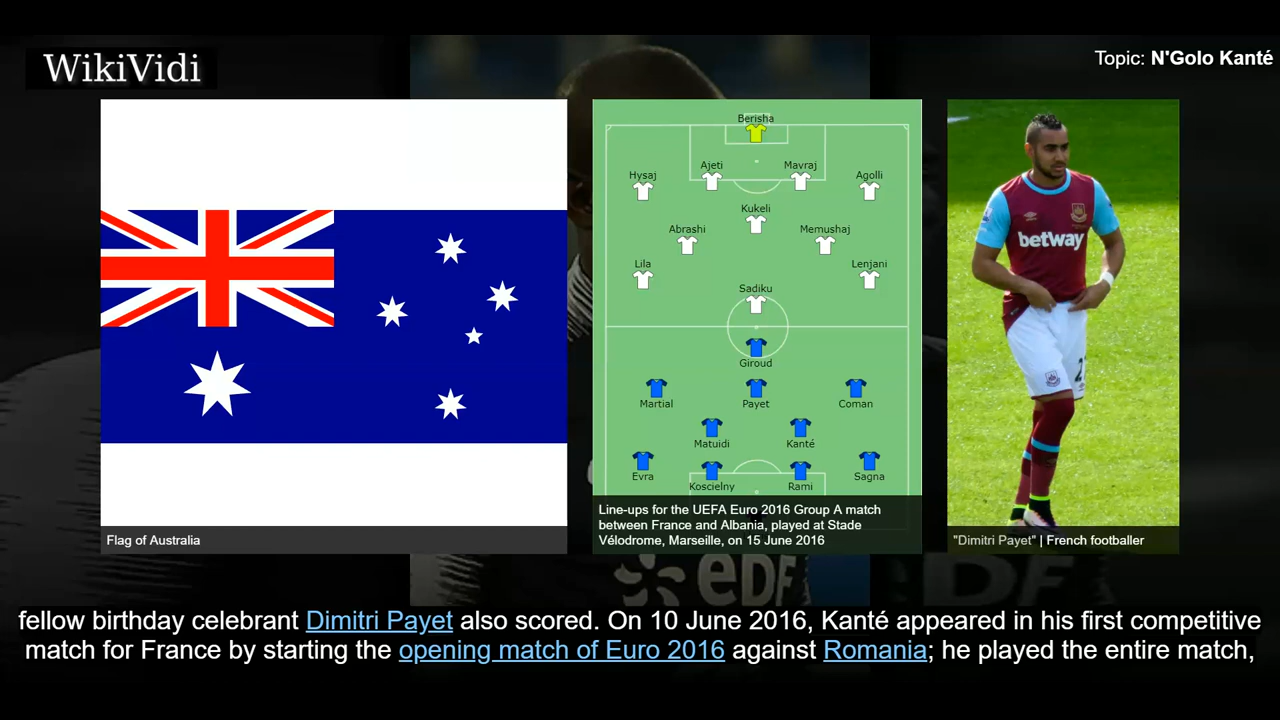 WikiVidi
Topic: N'Golo Kanté
Berisha
Ajeti
Mavraj
Hysaj
Agolli
Kukeli
Abrashi
Memushaj
Lila
Lenjani
Sadiku
Giroud
Martial
Payet
Coman
Matuidi
Kanté
Evra
Koscielny
Rami
Sagna
betway
2
Flag of Australia
Line-ups for the UEFA Euro 2016 Group A match
between France and Albania, played at Stade
Vélodrome, Marseille, on 15 June 2016
"Dimitri Payet" | French footballer
eDF
fellow birthday celebrant Dimitri Payet also scored. On 10 June 2016, Kanté appeared in his first competitive
match for France by starting the opening match of Euro 2016 against Romania; he played the entire match,